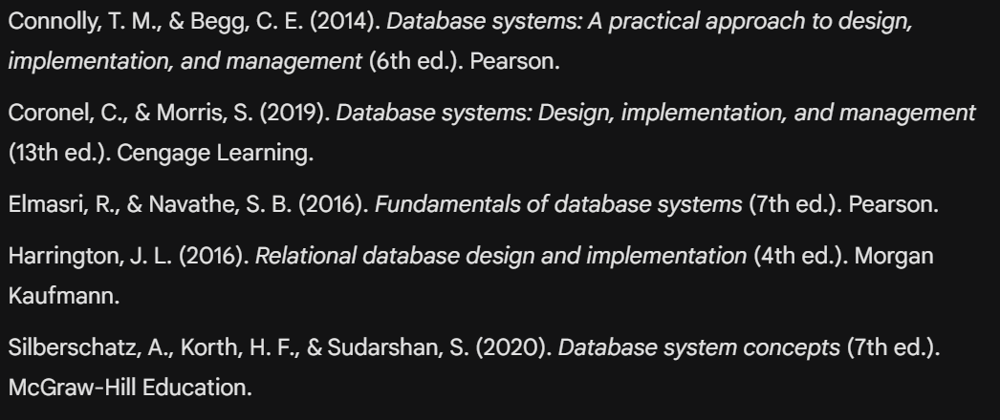 Connolly, T. M., & Begg, C. E. (2014). Database systems: A practical approach to design,
implementation, and management (6th ed.). Pearson.
Coronel, C., & Morris, S. (2019). Database systems: Design, implementation, and management
(13th ed.). Cengage Learning.
Elmasri, R., & Navathe, S. B. (2016). Fundamentals of database systems (7th ed.). Pearson.
Harrington, J. L. (2016). Relational database design and implementation (4th ed.). Morgan
Kaufmann.
Silberschatz, A., Korth, H. F., & Sudarshan, S. (2020). Database system concepts (7th ed.).
McGraw-Hill Education.